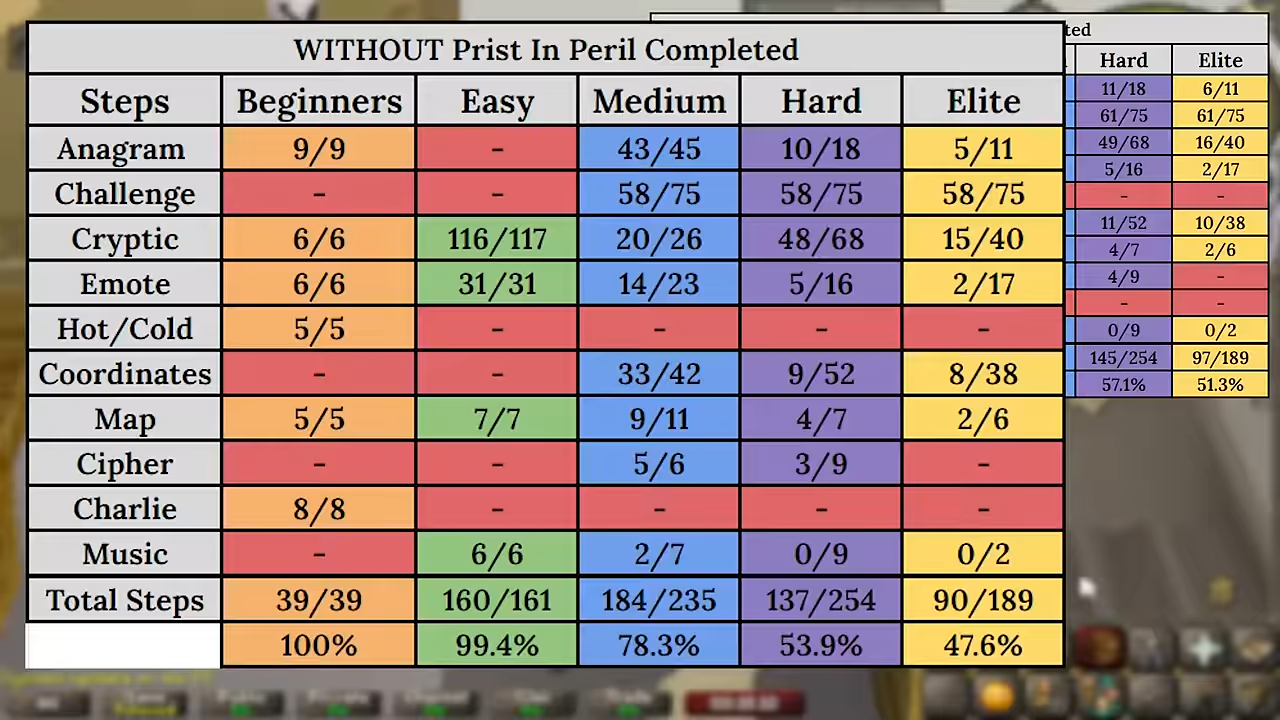 WITHOUT Prist In Peril Completed
Steps Beginners Easy Medium Hard Elite
Anagram 9/9 - 43/45 10/18 5/11
Challenge - - 58/75 58/75 58/75
Cryptic 6/6 116/117 20/26 48/68 15/40
Emote 6/6 31/31 14/23 5/16 2/17
Hot/Cold 5/5 - - - -
Coordinates - - 33/42 9/52 8/38
Map 5/5 7/7 9/11 4/7 2/6
Cipher - - 5/6 3/9 -
Charlie 8/8 - - - -
Music - 6/6 2/7 0/9 0/2
Total Steps 39/39 160/161 184/235 137/254 90/189
100% 99.4% 78.3% 53.9% 47.6%
ted
Hard Elite
11/18 6/11
61/75 61/75
49/68 16/40
5/16 2/17
- -
11/52 10/38
4/7 2/6
4/9 -
- -
0/9 0/2
145/254 97/189
57.1% 51.3%